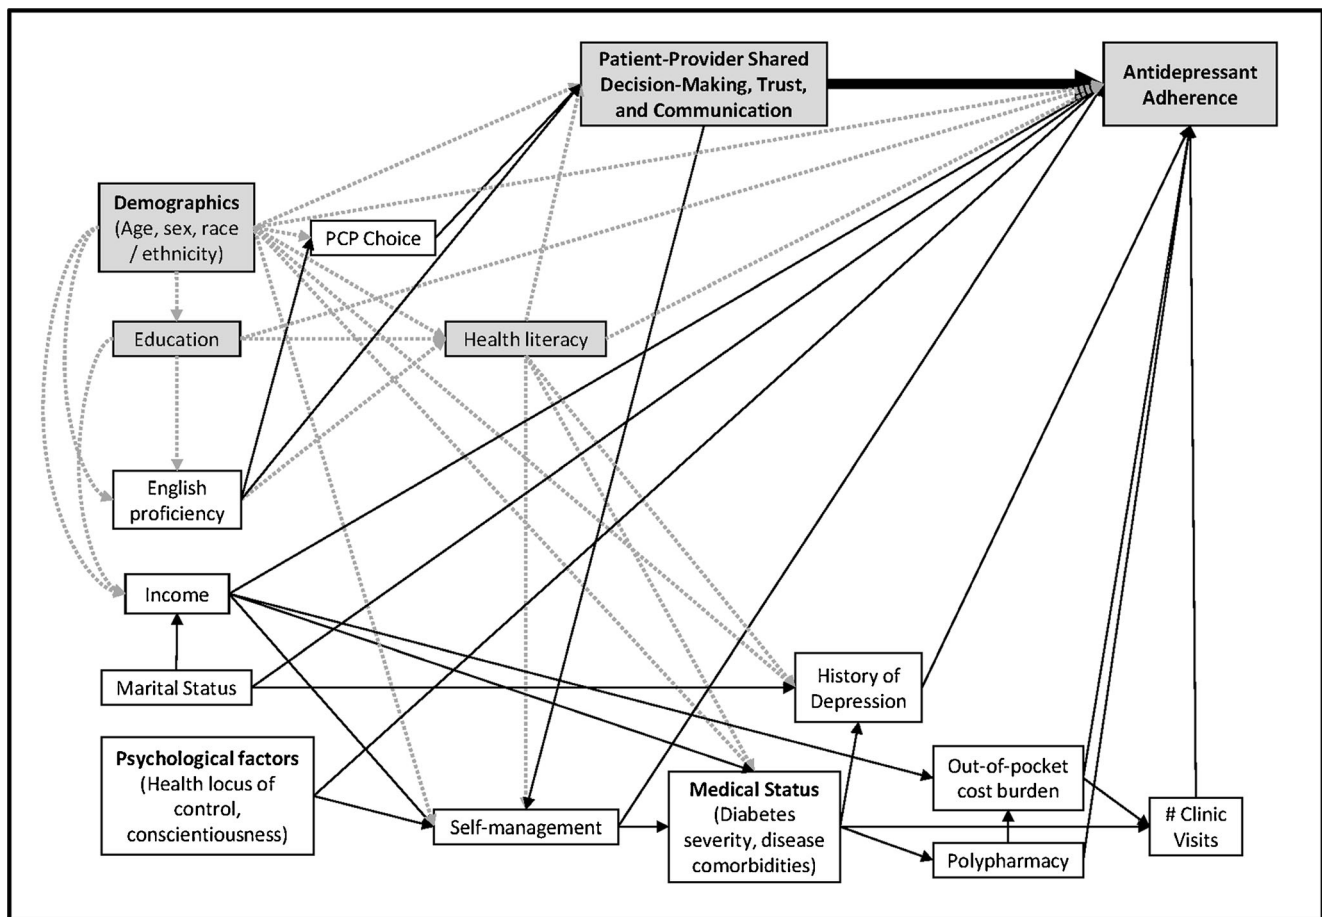 Patient-Provider Shared
Decision-Making, Trust,
and Communication
Antidepressant
Adherence
Demographics
(Age, sex, race
/ ethnicity)
PCP Choice
Education
Health literacy
English
proficiency
Income
Marital Status
History of
Depression
Psychological factors
(Health locus of
control,
conscientiousness)
Self-management
Medical Status
(Diabetes
severity, disease
comorbidities)
Out-of-pocket
cost burden
Polypharmacy
# Clinic
Visits